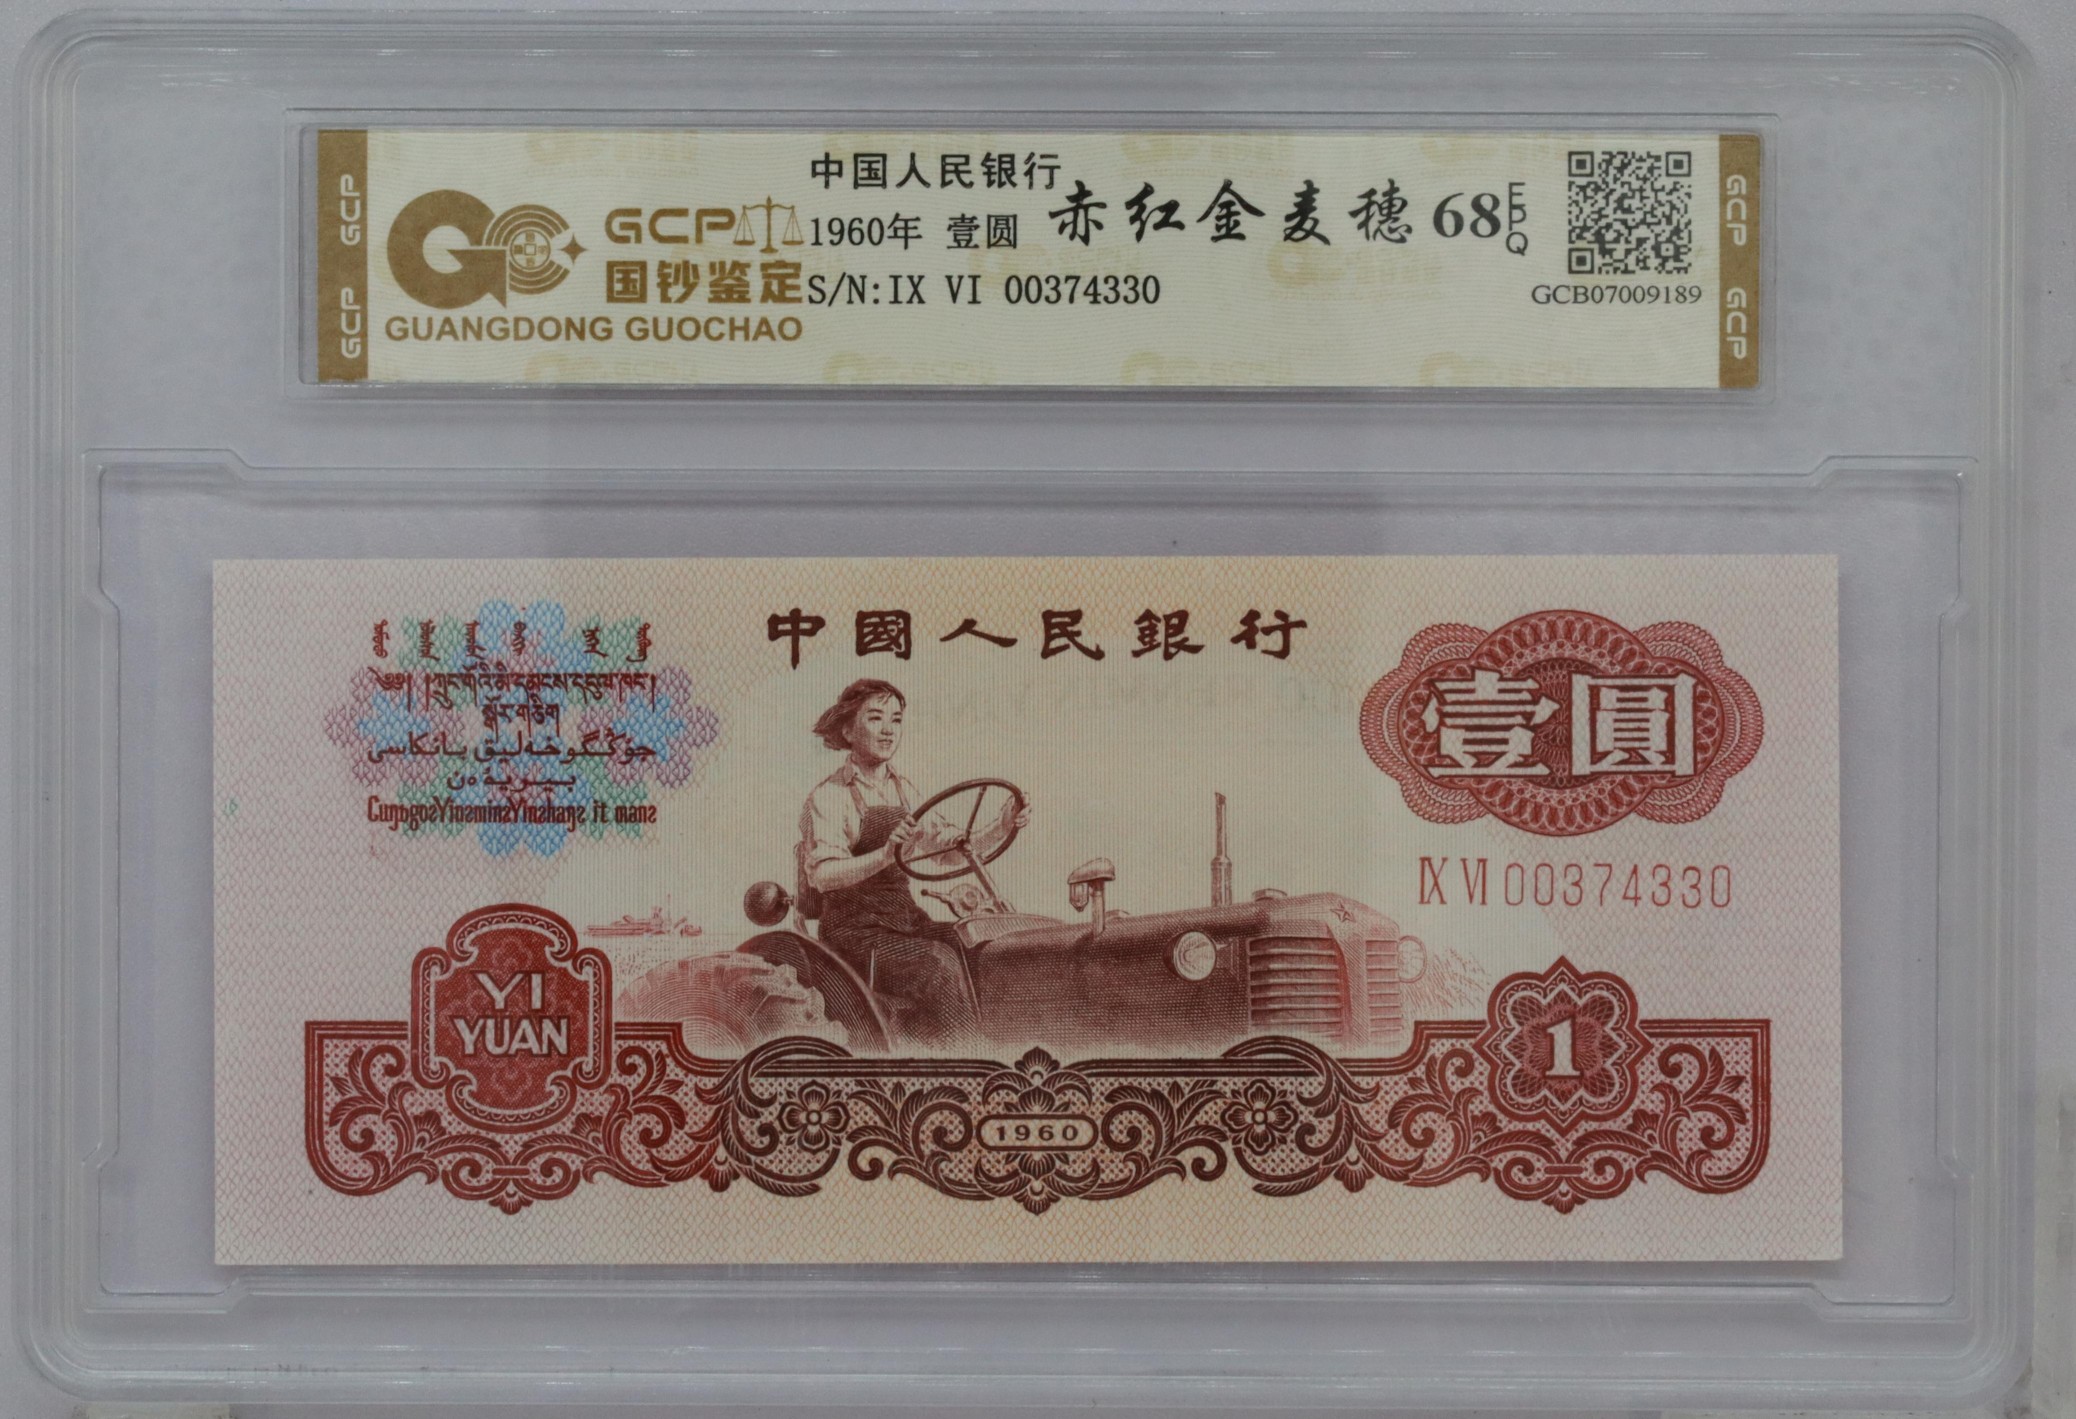 GCP
GCP
GCP
国钞鉴定
GUANGDONG GUOCHAO
中国人民银行
1960年 壹圆
赤红金麦穗 68 EPQ
S/N:IX VI 00374330
GCB07009189
GCP
GCP
中國人民銀行
壹圓
IX VI 00374330
YI
YUAN
1
1960